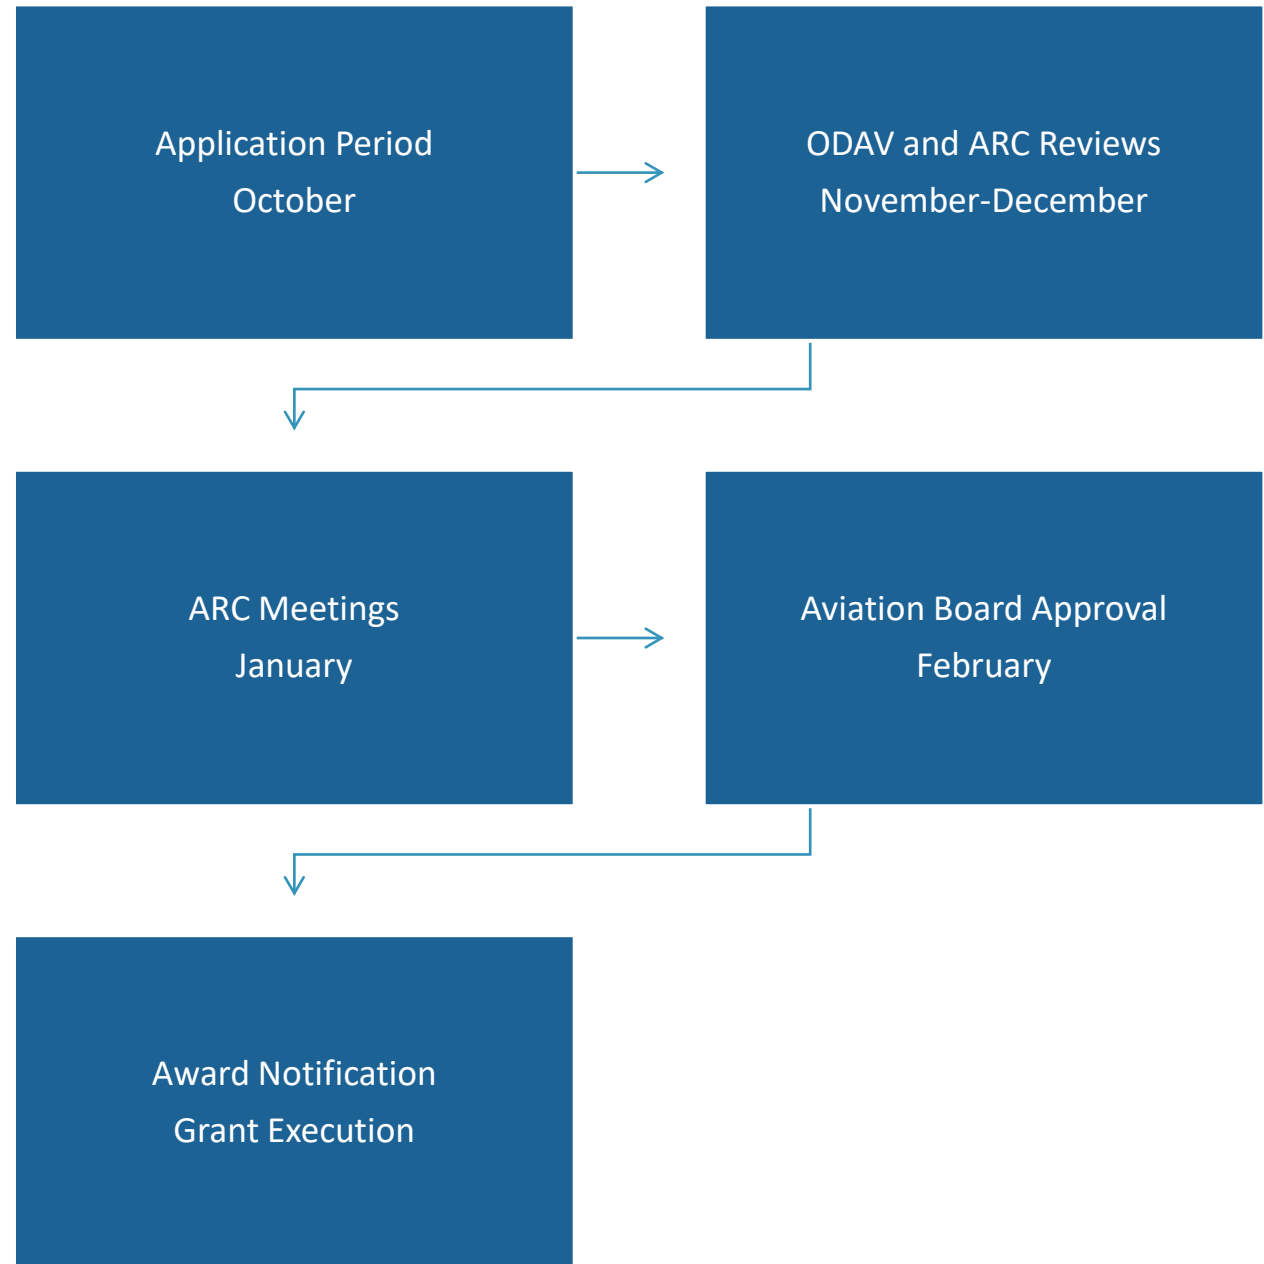 Application Period
October
ODAV and ARC Reviews
November-December
ARC Meetings
January
Aviation Board Approval
February
Award Notification
Grant Execution